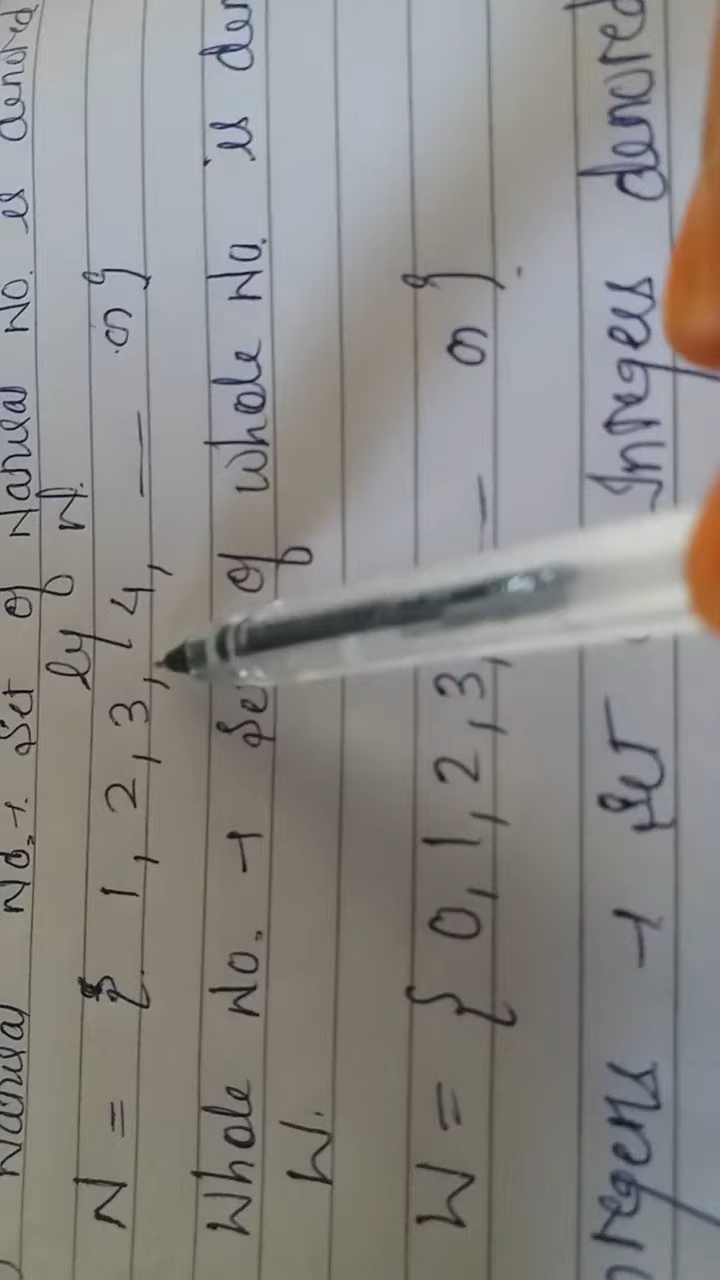 Natural No. → Set of Natural No. is denoted
by N.
N = { 1, 2, 3, 4, — ∞ }
Whole No. → Set of whole No. is den
W.
W = { 0, 1, 2, 3, — ∞ }.
regers → Set Integers denoted